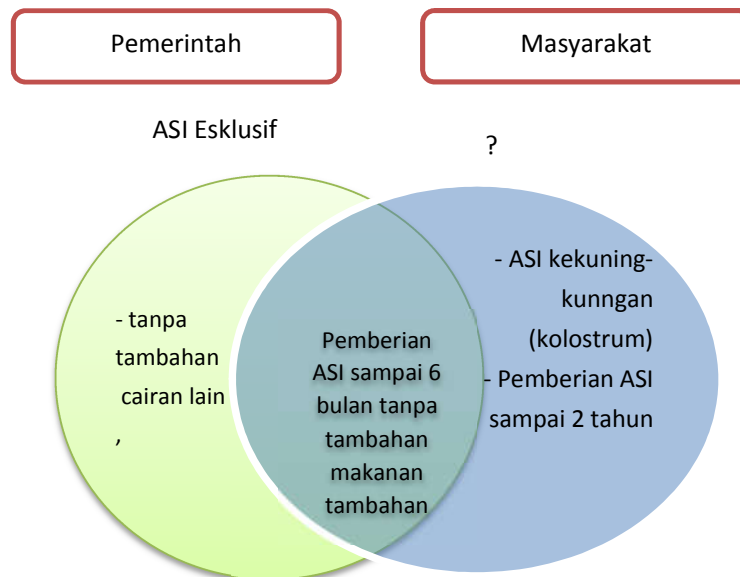 Pemerintah
Masyarakat
ASI Esklusif
?
- tanpa
tambahan
cairan lain
,
Pemberian
ASI sampai 6
bulan tanpa
tambahan
makanan
tambahan
- ASI kekuning-
kunngan
(kolostrum)
- Pemberian ASI
sampai 2 tahun